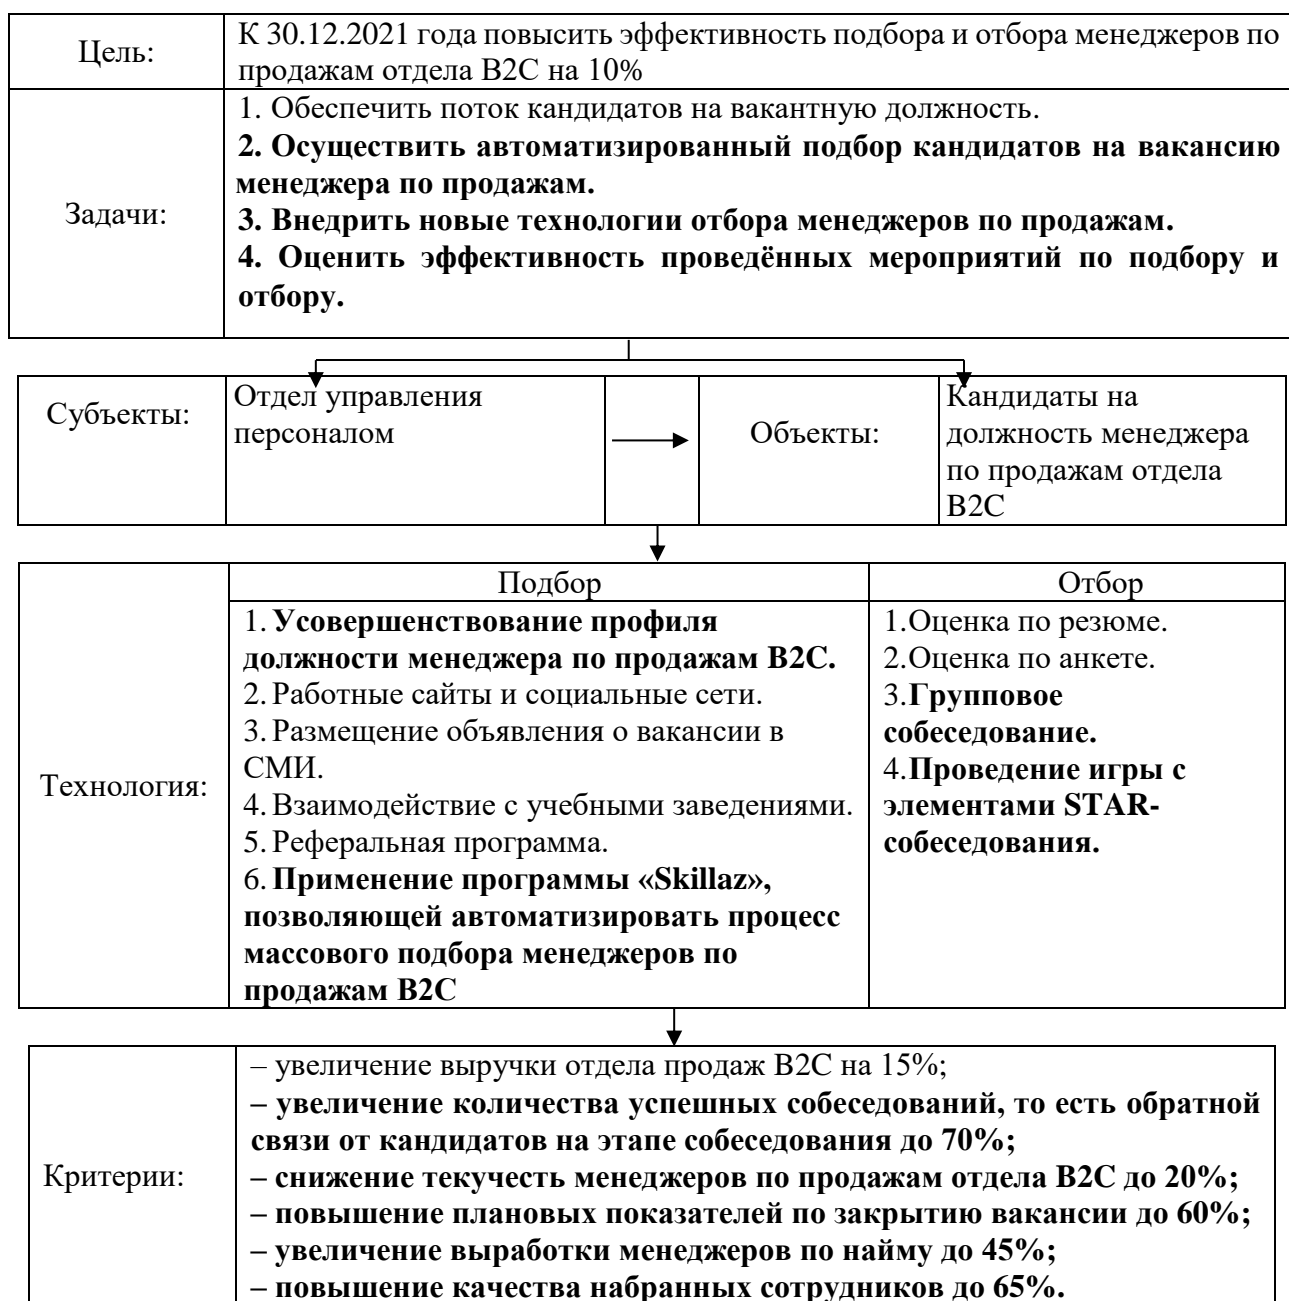 Цель:
К 30.12.2021 года повысить эффективность подбора и отбора менеджеров по
продажам отдела B2C на 10%
Задачи:
1. Обеспечить поток кандидатов на вакантную должность.
2. Осуществить автоматизированный подбор кандидатов на вакансию
менеджера по продажам.
3. Внедрить новые технологии отбора менеджеров по продажам.
4. Оценить эффективность проведённых мероприятий по подбору и
отбору.
Субъекты:
Отдел управления
персоналом
Объекты:
Кандидаты на
должность менеджера
по продажам отдела
B2C
Технология:
Подбор
1. Усовершенствование профиля
должности менеджера по продажам B2C.
2. Работные сайты и социальные сети.
3. Размещение объявления о вакансии в
СМИ.
4. Взаимодействие с учебными заведениями.
5. Реферальная программа.
6. Применение программы «Skillaz»,
позволяющей автоматизировать процесс
массового подбора менеджеров по
продажам B2C
Отбор
1.Оценка по резюме.
2.Оценка по анкете.
3.Групповое
собеседование.
4.Проведение игры с
элементами STAR-
собеседования.
Критерии:
– увеличение выручки отдела продаж B2C на 15%;
– увеличение количества успешных собеседований, то есть обратной
связи от кандидатов на этапе собеседования до 70%;
– снижение текучесть менеджеров по продажам отдела B2C до 20%;
– повышение плановых показателей по закрытию вакансии до 60%;
– увеличение выработки менеджеров по найму до 45%;
– повышение качества набранных сотрудников до 65%.